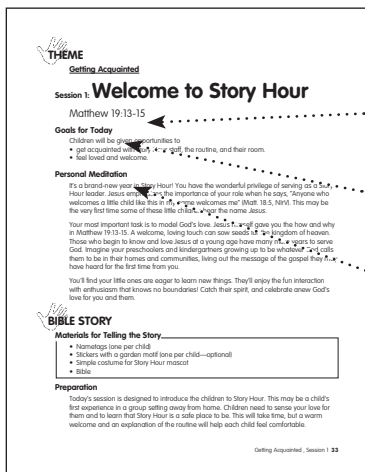 THEME
Getting Acquainted
Session 1: Welcome to Story Hour
Matthew 19:13-15
Goals for Today
Children will be given opportunities to
• get acquainted with staff, the routine, and their room.
• feel loved and welcome.
Personal Meditation
It's a brand-new year in Story Hour! You have the wonderful privilege of serving as a
Hour leader. Jesus the importance of your role when he says, "Anyone who
welcomes a little child like this in my name welcomes me" (Matt. 18:5, NIrV). This may be
the very first time some of these little children hear the name Jesus.
Your most important task is to model God's love. Jesus himself gave you the how and why
in Matthew 19:13-15. A welcome, loving touch can sow seeds for the kingdom of heaven.
Those who begin to know and love Jesus at a young age have many more years to serve
God. Imagine your preschoolers and kindergartners growing up to be whatever God calls
them to be in their homes and communities, living out the message of the gospel they may
have heard for the first time from you.
You'll find your little ones are eager to learn new things. They'll enjoy the fun interaction
with enthusiasm that knows no boundaries! Catch their spirit, and celebrate anew God's
love for you and them.
BIBLE STORY
Materials for Telling the Story
• Nametags (one per child)
• Stickers with a garden motif (one per child—optional)
• Simple costume for Story Hour mascot
• Bible
Preparation
Today's session is designed to introduce the children to Story Hour. This may be a child's
first experience in a group setting away from home. Children need to sense your love for
them and to learn that Story Hour is a safe place to be. This will take time, but a warm
welcome and an explanation of the routine will help each child feel comfortable.
Getting Acquainted , Session 1 33